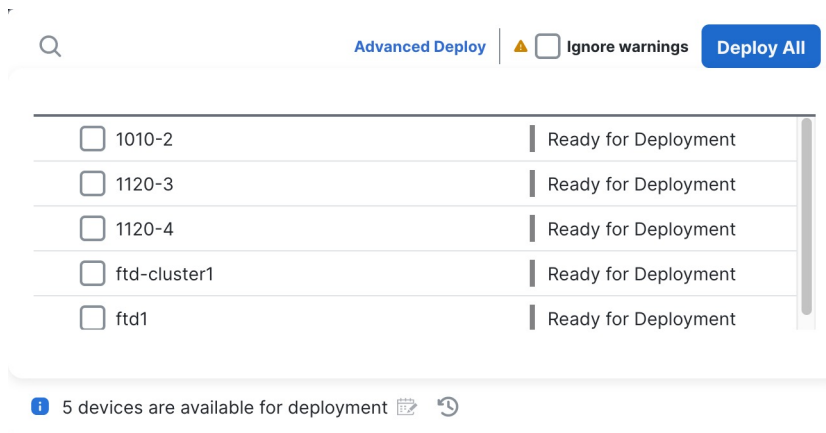 Advanced Deploy Ignore warnings Deploy All
1010-2 Ready for Deployment
1120-3 Ready for Deployment
1120-4 Ready for Deployment
ftd-cluster1 Ready for Deployment
ftd1 Ready for Deployment
5 devices are available for deployment